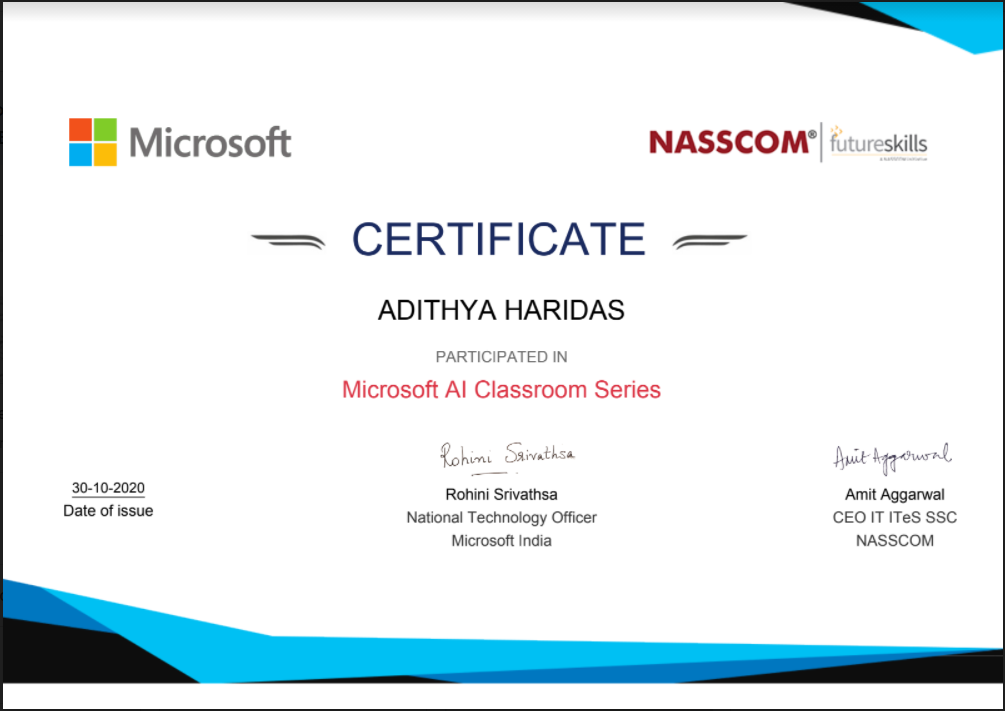 Microsoft
NASSCOM® futureskills
CERTIFICATE
ADITHYA HARIDAS
PARTICIPATED IN
Microsoft AI Classroom Series
Rohini Srivathsa
Amit Aggarwal
30-10-2020
Date of issue
Rohini Srivathsa
National Technology Officer
Microsoft India
Amit Aggarwal
CEO IT ITeS SSC
NASSCOM